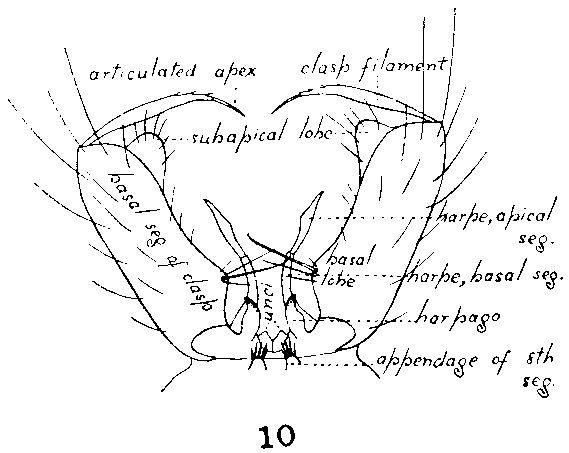 articulated apex
clasp filament
subapical lobe
basal seg of clasp
harpe, apical
seg.
basal
lobe
harpe, basal seg.
unci
harpago
appendage of 8th
seg.
10